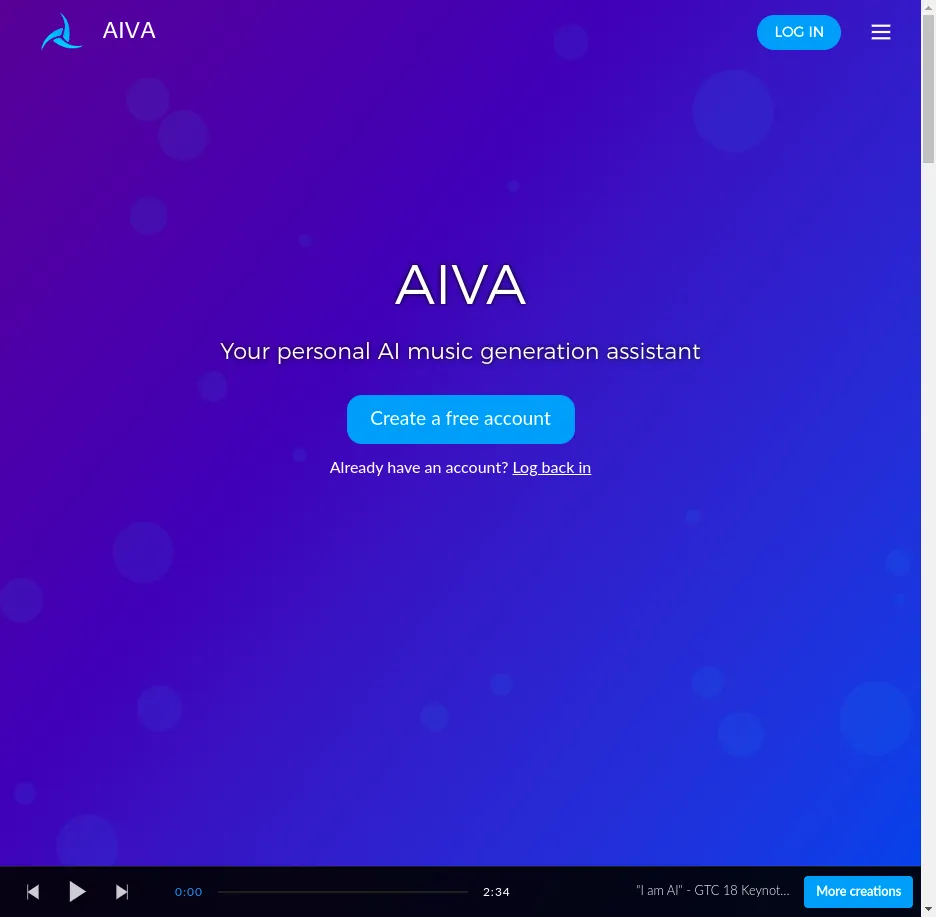 AIVA
LOG IN
AIVA
Your personal AI music generation assistant
Create a free account
Already have an account? Log back in
0:00
2:34
"I am AI" - GTC 18 Keynot...
More creations